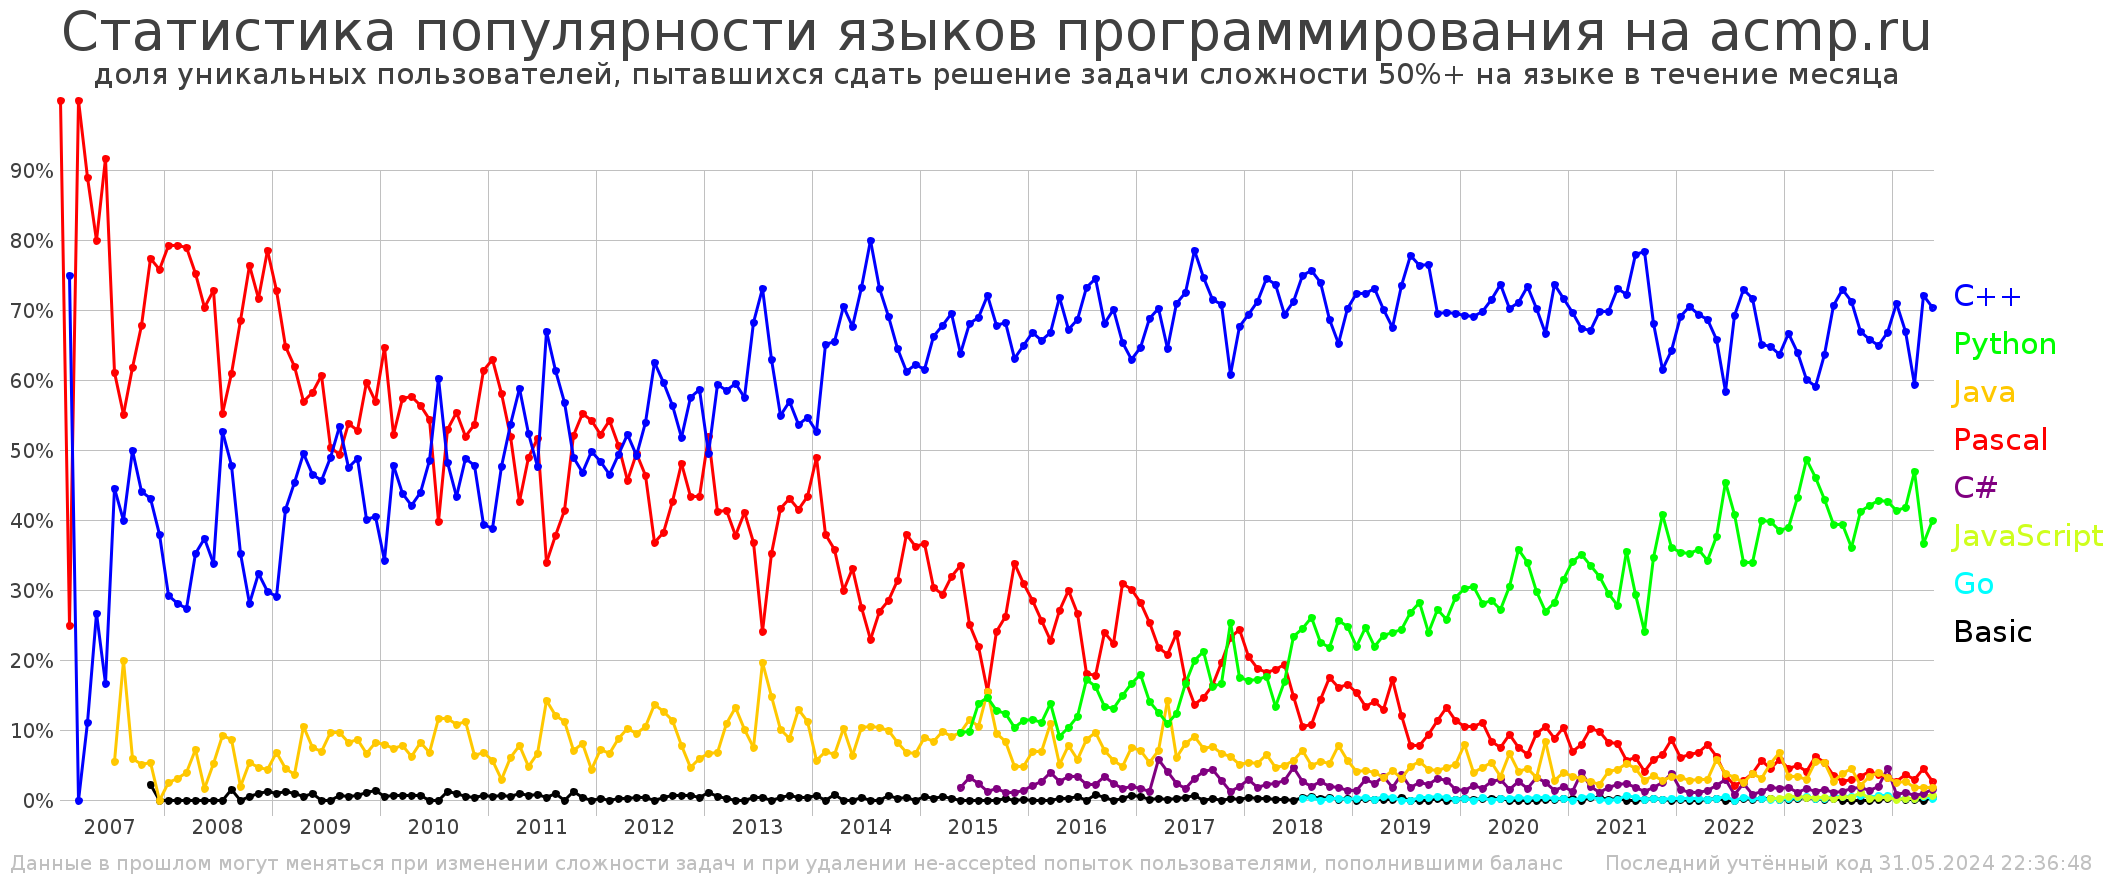 Статистика популярности языков программирования на acmp.ru
доля уникальных пользователей, пытавшихся сдать решение задачи сложности 50%+ на языке в течение месяца
90%
80%
70%
60%
50%
40%
30%
20%
10%
0%
C++
Python
Java
Pascal
C#
JavaScript
Go
Basic
2007 2008 2009 2010 2011 2012 2013 2014 2015 2016 2017 2018 2019 2020 2021 2022 2023
Данные в прошлом могут меняться при изменении сложности задач и при удалении не-accepted попыток пользователями, пополнившими баланс Последний учтённый код 31.05.2024 22:36:48